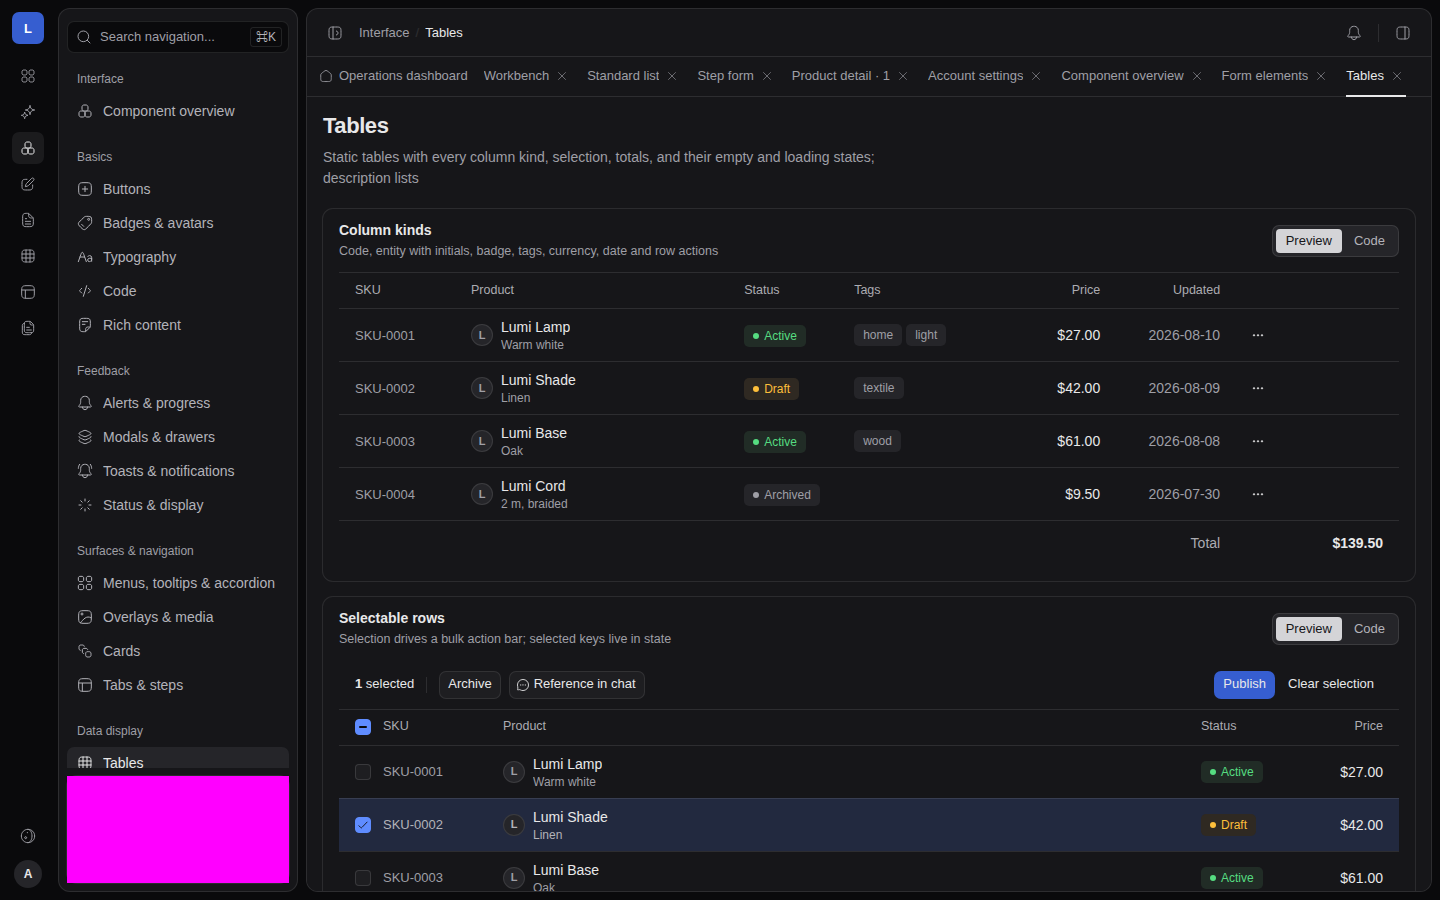 L
Search navigation...
⌘K
Interface
Component overview
Basics
Buttons
Badges & avatars
Typography
Code
Rich content
Feedback
Alerts & progress
Modals & drawers
Toasts & notifications
Status & display
Surfaces & navigation
Menus, tooltips & accordion
Overlays & media
Cards
Tabs & steps
Data display
Tables
A
Interface / Tables
Operations dashboard Workbench Standard list Step form Product detail · 1 Account settings Component overview Form elements Tables
Tables
Static tables with every column kind, selection, totals, and their empty and loading states;
description lists
Column kinds
Code, entity with initials, badge, tags, currency, date and row actions
Preview Code
SKU Product Status Tags Price Updated
SKU-0001 L Lumi Lamp Active home light $27.00 2026-08-10
Warm white
SKU-0002 L Lumi Shade Draft textile $42.00 2026-08-09
Linen
SKU-0003 L Lumi Base Active wood $61.00 2026-08-08
Oak
SKU-0004 L Lumi Cord Archived $9.50 2026-07-30
2 m, braided
Total $139.50
Selectable rows
Selection drives a bulk action bar; selected keys live in state
Preview Code
1 selected Archive Reference in chat Publish Clear selection
SKU Product Status Price
SKU-0001 L Lumi Lamp Active $27.00
Warm white
SKU-0002 L Lumi Shade Draft $42.00
Linen
SKU-0003 L Lumi Base Active $61.00
Oak